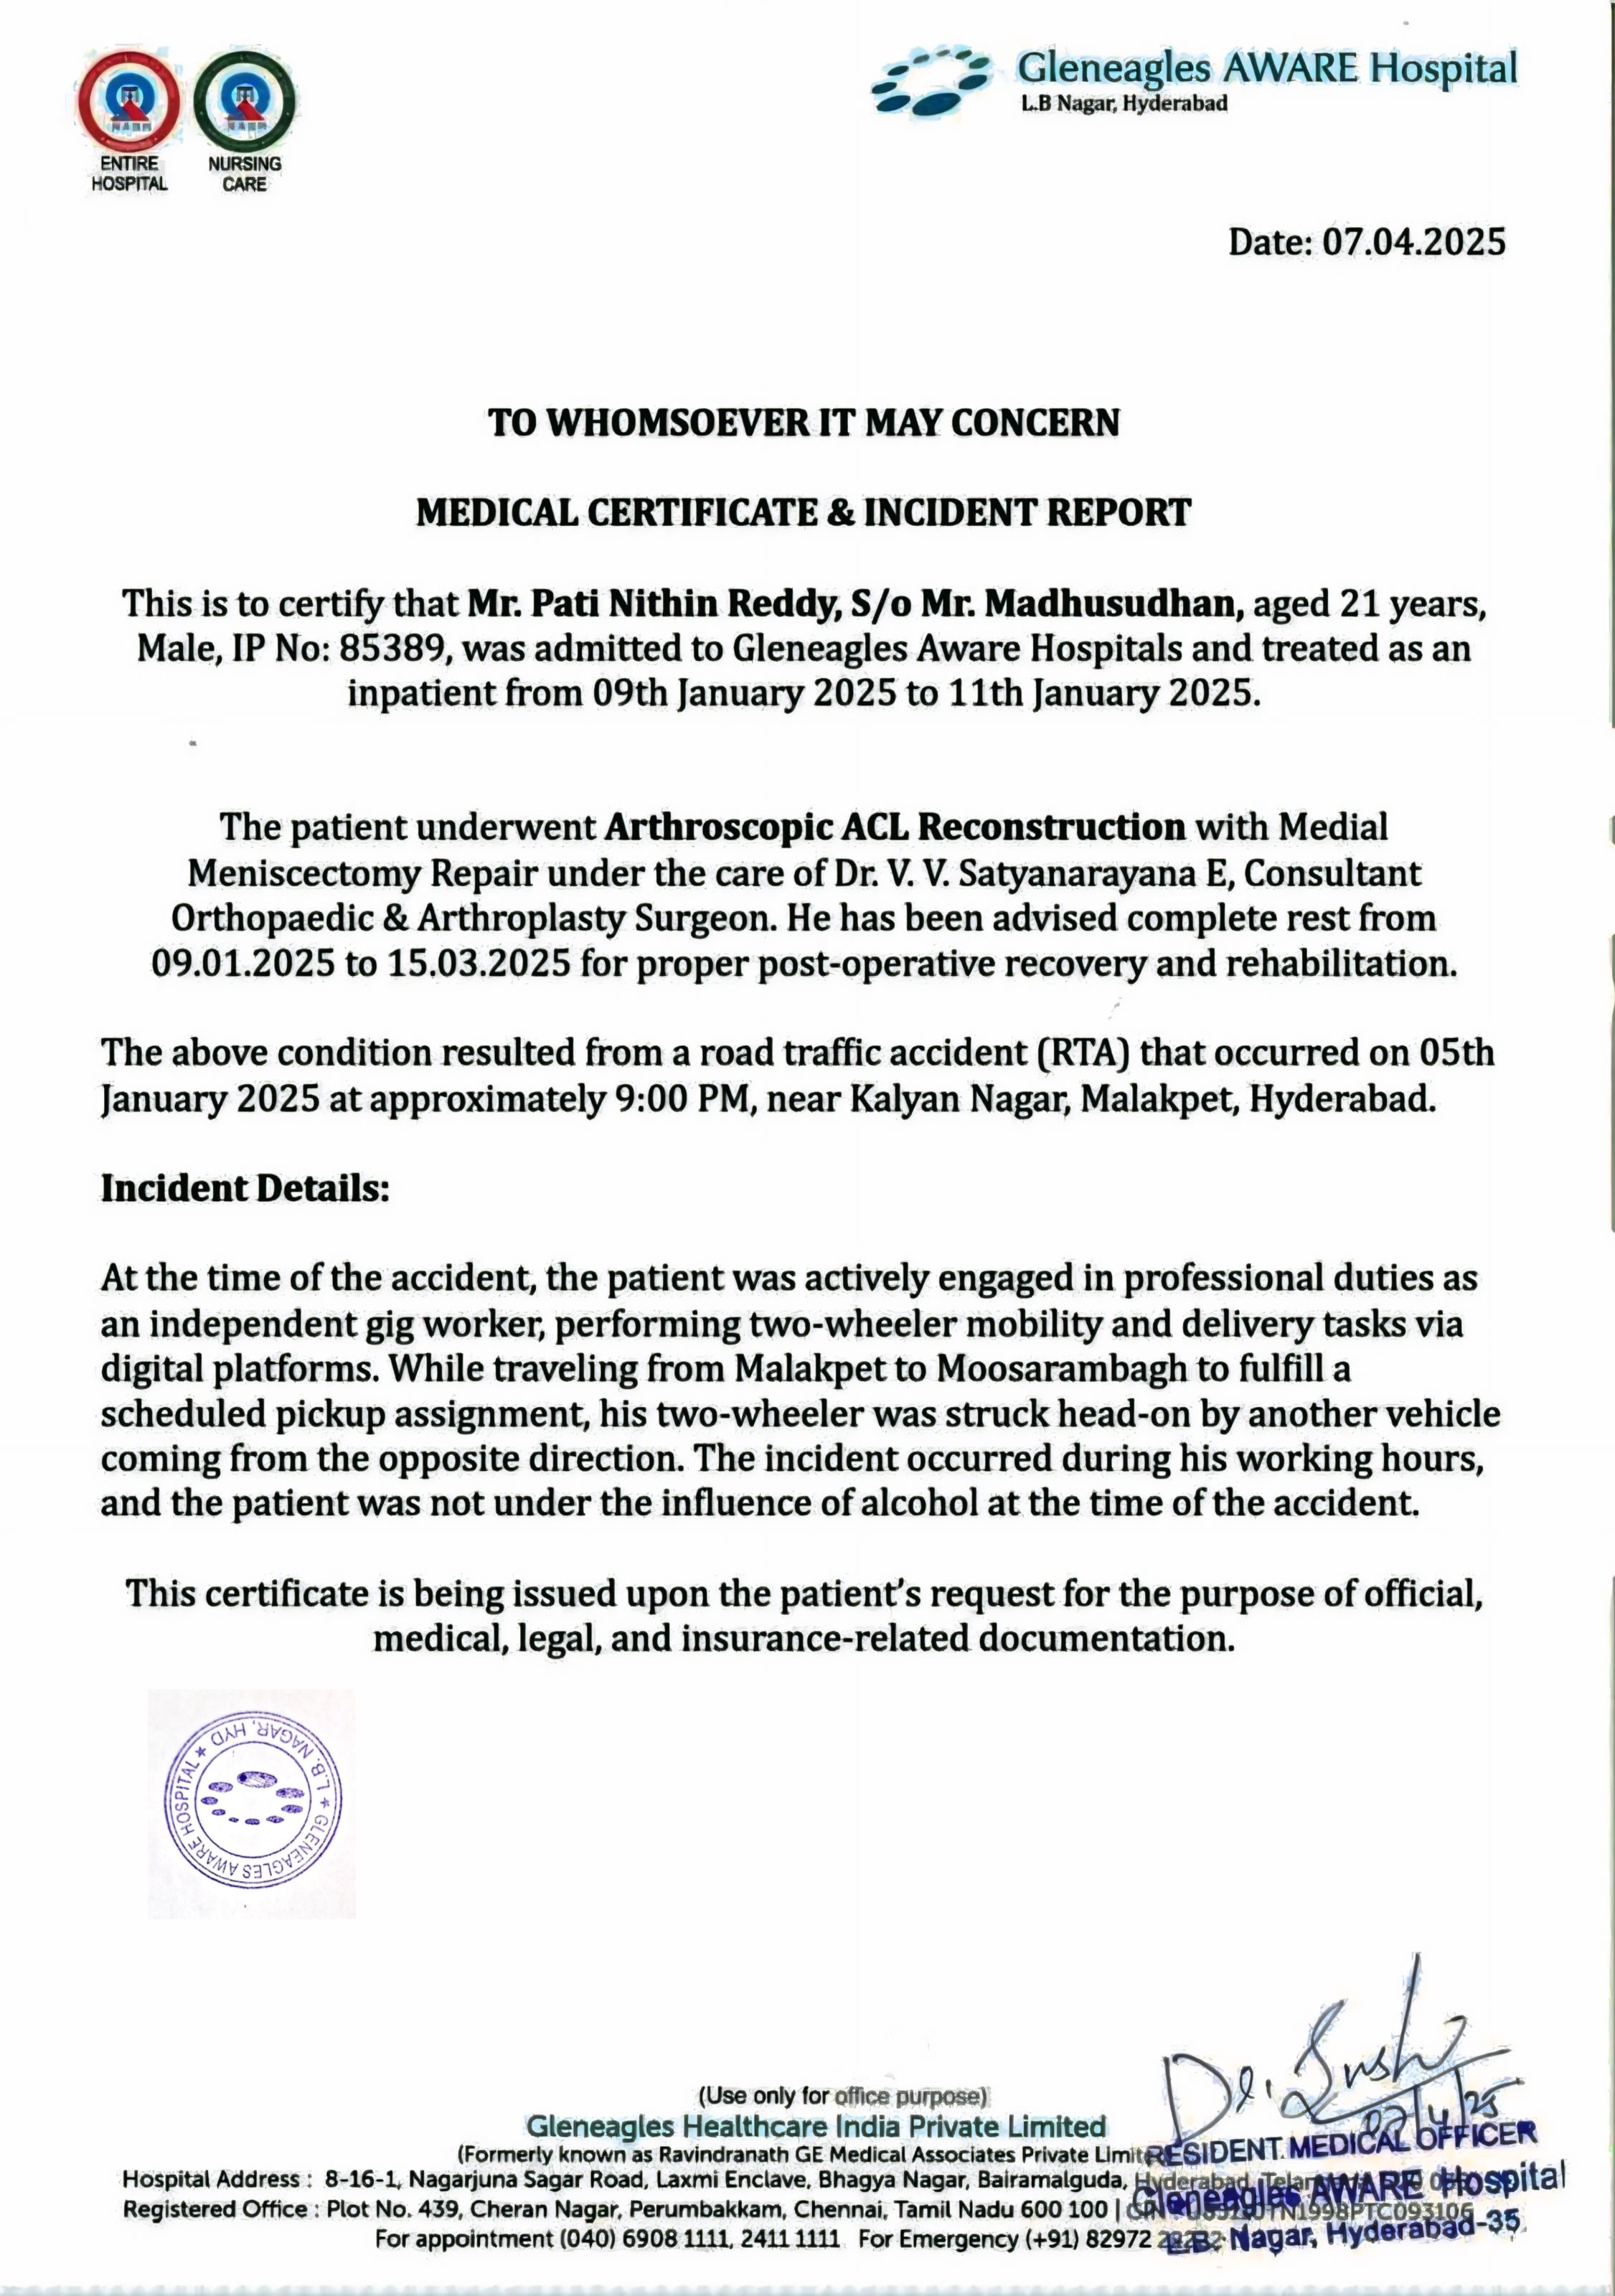 ENTIRE HOSPITAL
NURSING CARE
Gleneagles AWARE Hospital
L.B Nagar, Hyderabad
Date: 07.04.2025
TO WHOMSOEVER IT MAY CONCERN
MEDICAL CERTIFICATE & INCIDENT REPORT
This is to certify that Mr. Pati Nithin Reddy, S/o Mr. Madhusudhan, aged 21 years,
Male, IP No: 85389, was admitted to Gleneagles Aware Hospitals and treated as an
inpatient from 09th January 2025 to 11th January 2025.
The patient underwent Arthroscopic ACL Reconstruction with Medial
Meniscectomy Repair under the care of Dr. V. V. Satyanarayana E, Consultant
Orthopaedic & Arthroplasty Surgeon. He has been advised complete rest from
09.01.2025 to 15.03.2025 for proper post-operative recovery and rehabilitation.
The above condition resulted from a road traffic accident (RTA) that occurred on 05th
January 2025 at approximately 9:00 PM, near Kalyan Nagar, Malakpet, Hyderabad.
Incident Details:
At the time of the accident, the patient was actively engaged in professional duties as
an independent gig worker, performing two-wheeler mobility and delivery tasks via
digital platforms. While traveling from Malakpet to Moosarambagh to fulfill a
scheduled pickup assignment, his two-wheeler was struck head-on by another vehicle
coming from the opposite direction. The incident occurred during his working hours,
and the patient was not under the influence of alcohol at the time of the accident.
This certificate is being issued upon the patient's request for the purpose of official,
medical, legal, and insurance-related documentation.
GLENEAGLES AWARE HOSPITAL ★ L.B. NAGAR, HYD ★
(Use only for office purpose)
Gleneagles Healthcare India Private Limited
(Formerly known as Ravindranath GE Medical Associates Private Limit
Hospital Address : 8-16-1, Nagarjuna Sagar Road, Laxmi Enclave, Bhagya Nagar, Bairamalguda, Hyderabad
Registered Office : Plot No. 439, Cheran Nagar, Perumbakkam, Chennai, Tamil Nadu 600 100 |
For appointment (040) 6908 1111, 2411 1111 For Emergency (+91) 82972
RESIDENT MEDICAL OFFICER
Gleneagles AWARE Hospital
L.B. Nagar, Hyderabad-35